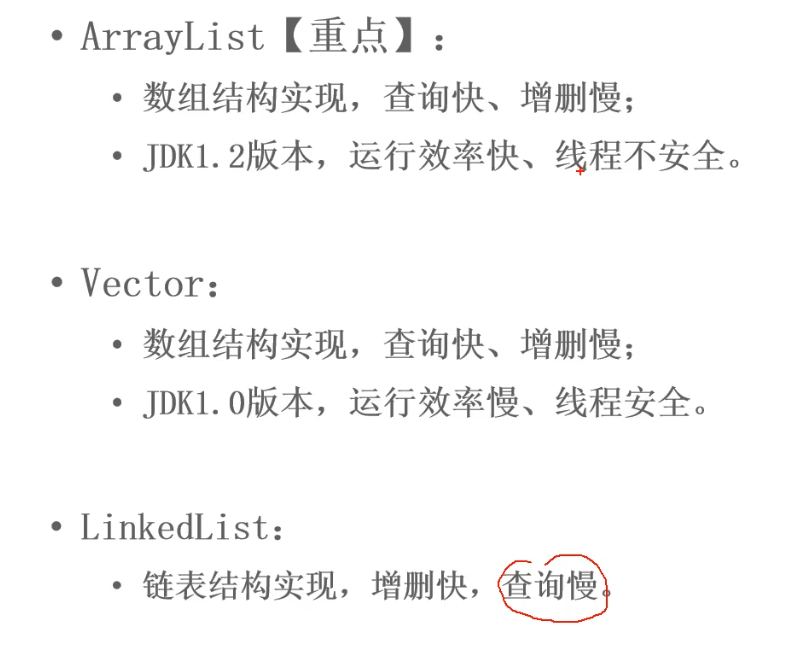 • ArrayList【重点】：
• 数组结构实现，查询快、增删慢；
• JDK1.2版本，运行效率快、线程不安全。
• Vector：
• 数组结构实现，查询快、增删慢；
• JDK1.0版本，运行效率慢、线程安全。
• LinkedList：
• 链表结构实现，增删快，查询慢。